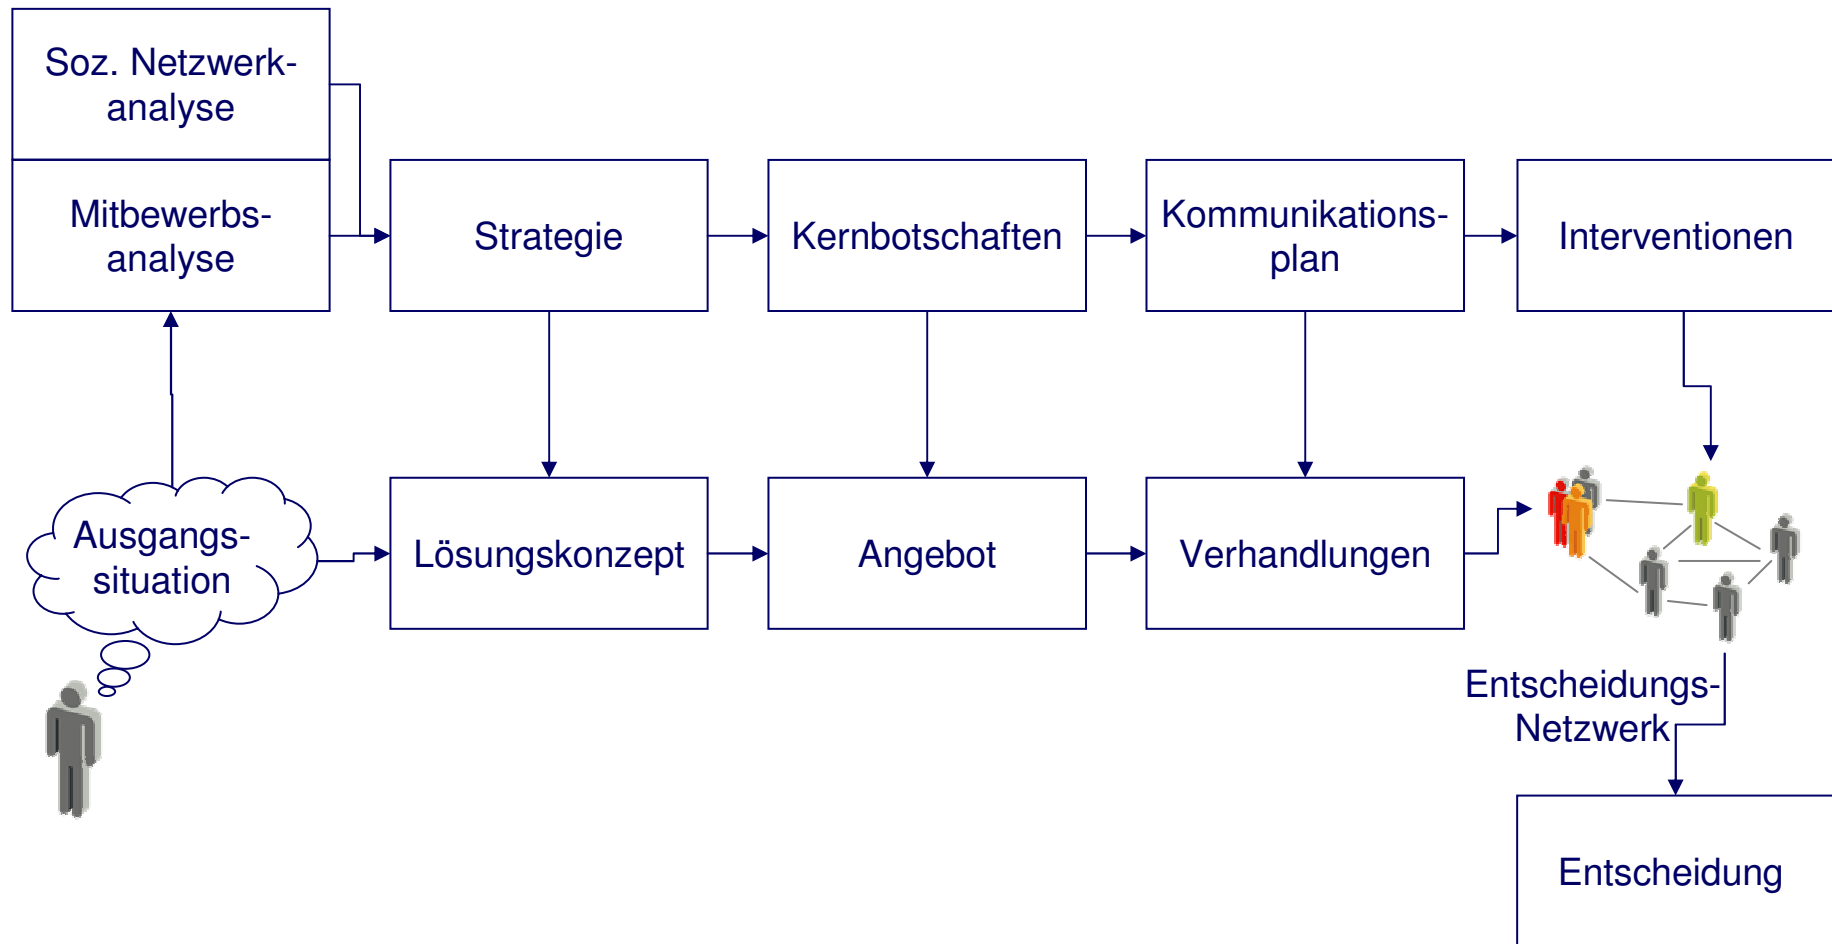 Soz. Netzwerk-
analyse
Mitbewerbs-
analyse
Strategie
Kernbotschaften
Kommunikations-
plan
Interventionen
Ausgangs-
situation
Lösungskonzept
Angebot
Verhandlungen
Entscheidungs-
Netzwerk
Entscheidung